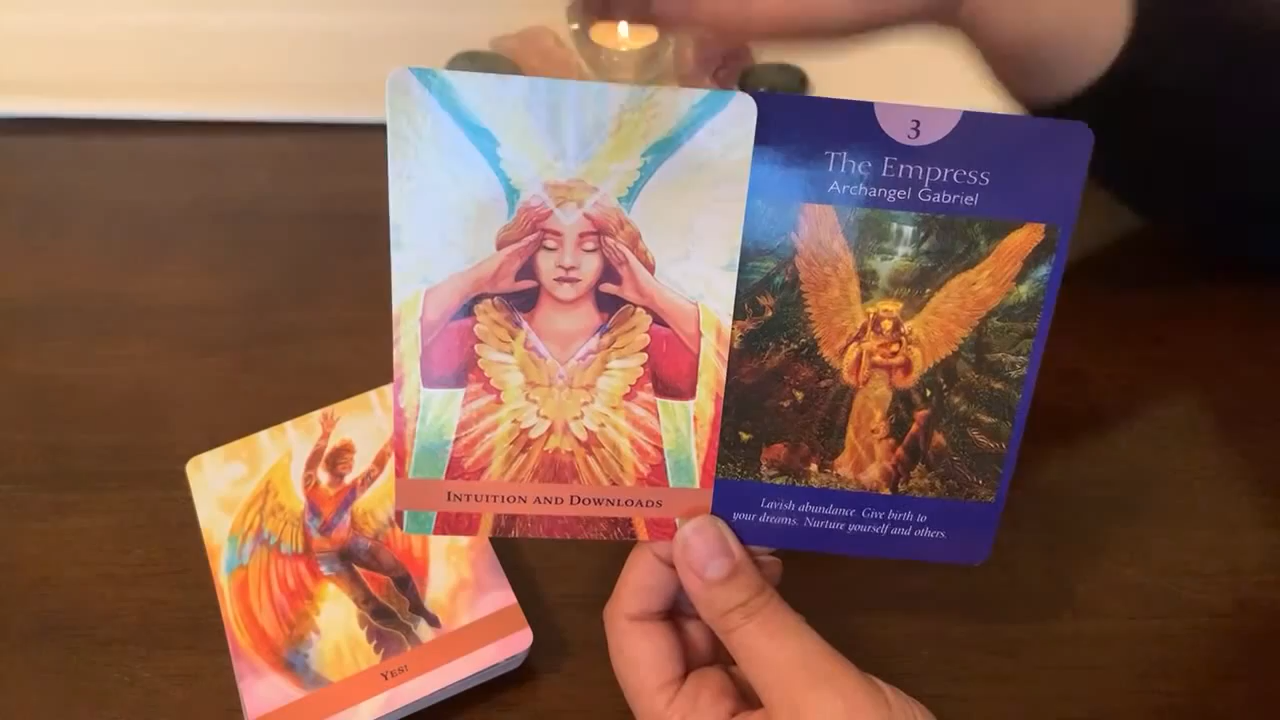 INTUITION AND DOWNLOADS
3
The Empress
Archangel Gabriel
Lavish abundance. Give birth to
your dreams. Nurture yourself and others.
YES!